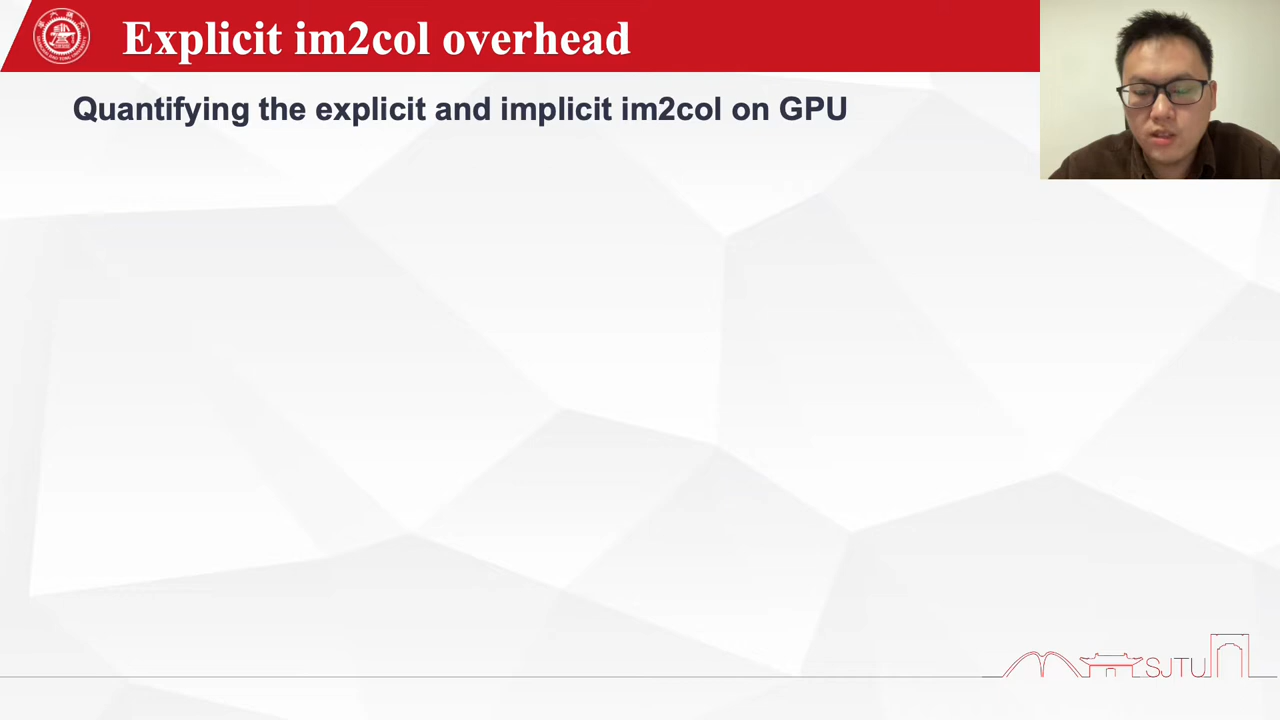 Explicit im2col overhead
Quantifying the explicit and implicit im2col on GPU
SJTU